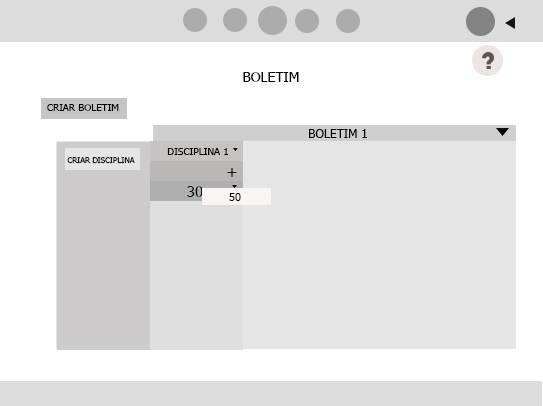 ?
BOLETIM
CRIAR BOLETIM
BOLETIM 1
CRIAR DISCIPLINA
DISCIPLINA 1
+
30
50